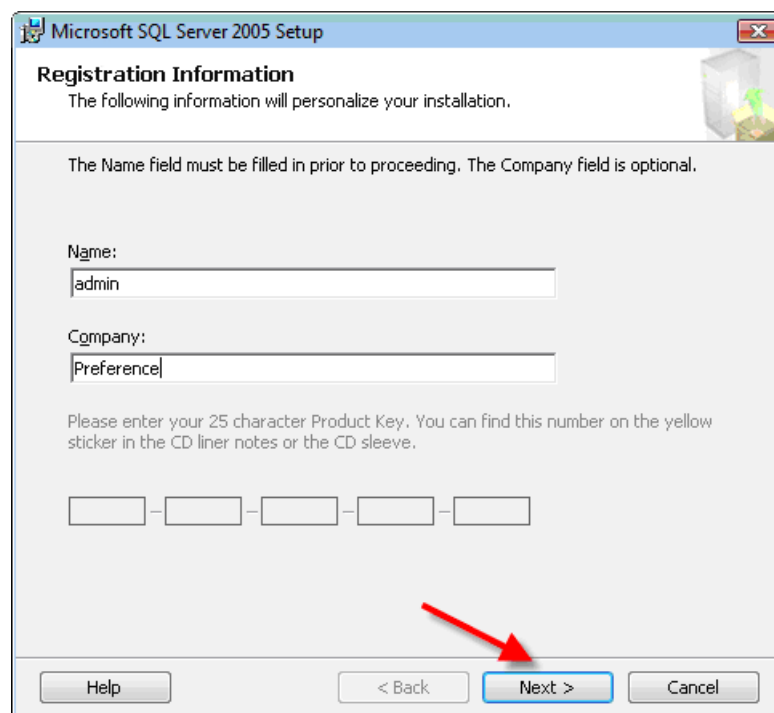 Microsoft SQL Server 2005 Setup
Registration Information
The following information will personalize your installation.
The Name field must be filled in prior to proceeding. The Company field is optional.
Name:
admin
Company:
Preference
Please enter your 25 character Product Key. You can find this number on the yellow
sticker in the CD liner notes or the CD sleeve.
Help
< Back
Next >
Cancel